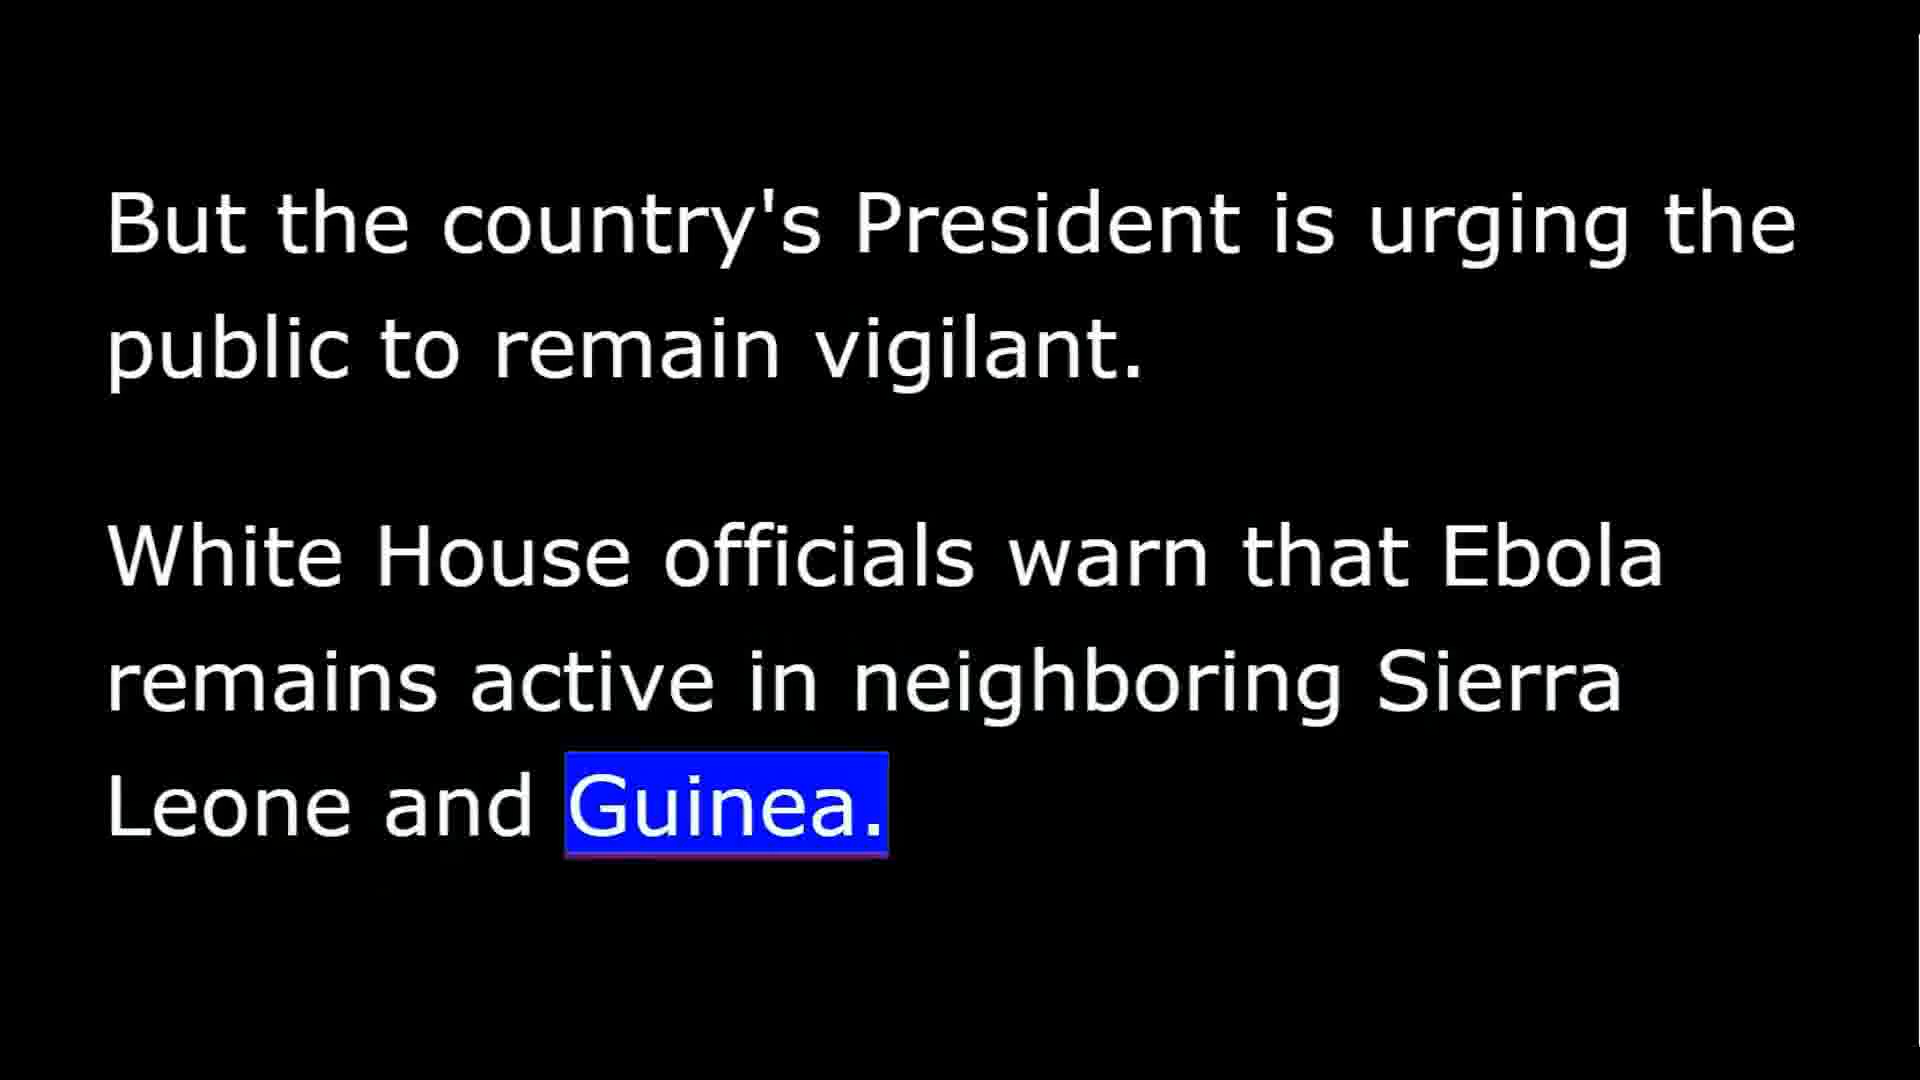 But the country's President is urging the
public to remain vigilant.
White House officials warn that Ebola
remains active in neighboring Sierra
Leone and Guinea.